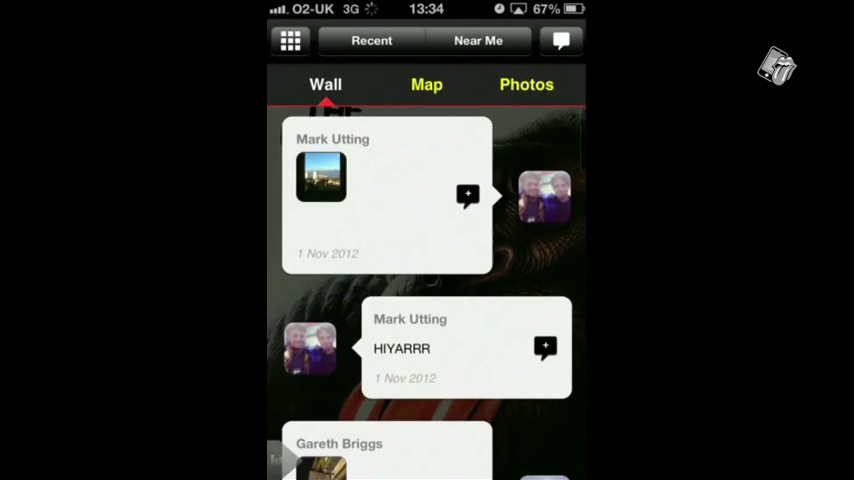 O2-UK 3G 13:34 67%
Recent Near Me
Wall Map Photos
Mark Utting
1 Nov 2012
Mark Utting
HIYARRR
1 Nov 2012
Gareth Briggs